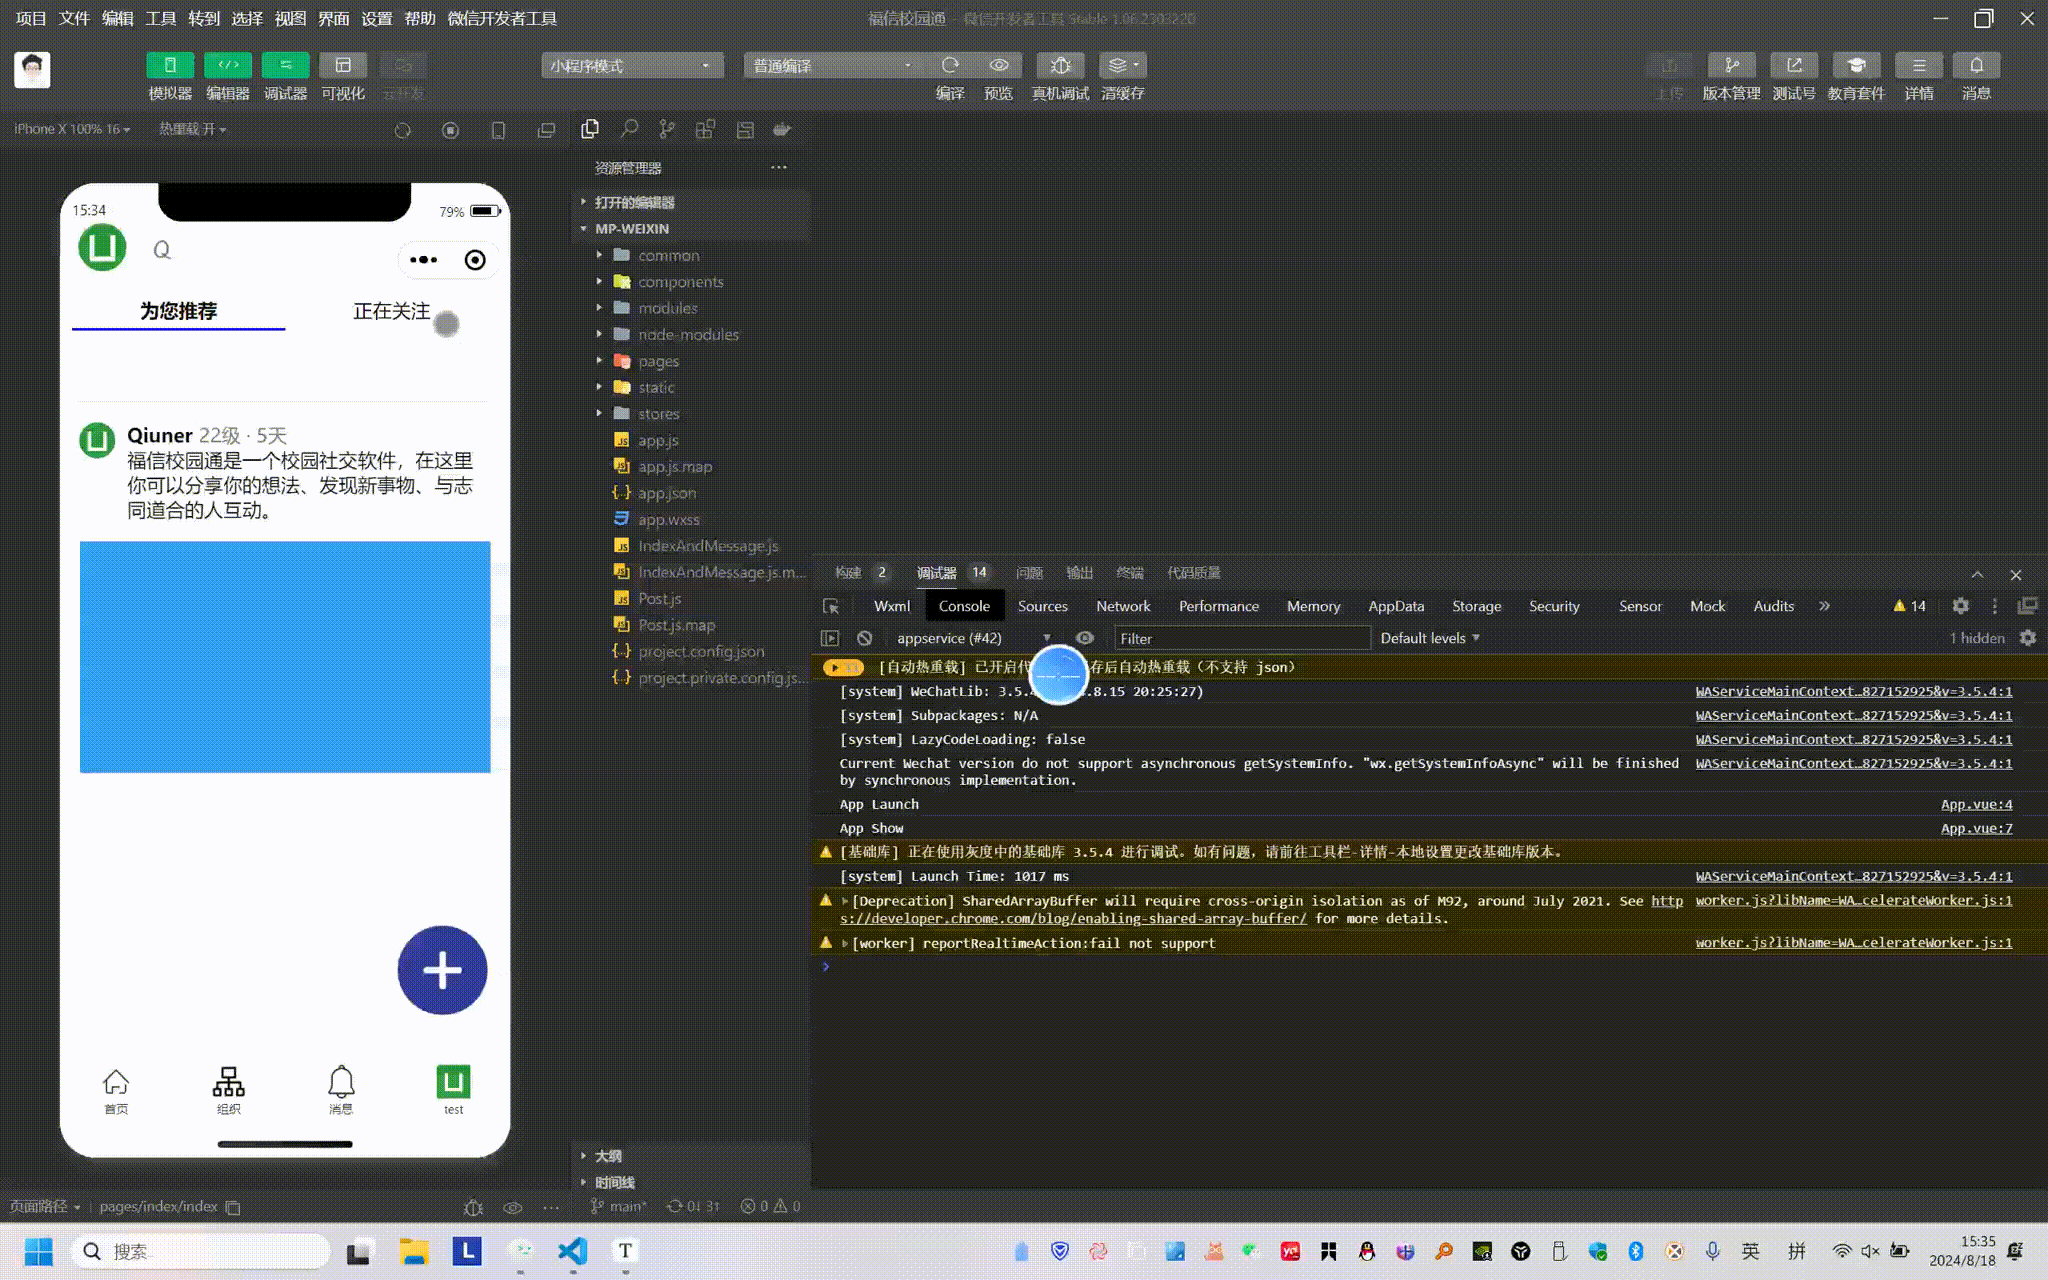 项目 文件 编辑 工具 转到 选择 视图 界面 设置 帮助 微信开发者工具
福信校园通 - 微信开发者工具 Stable 1.06.2303220
小程序模式
普通编译
模拟器 编辑器 调试器 可视化 云开发
编译 预览 真机调试 清缓存
上传 版本管理 测试号 教育套件 详情 消息
iPhone X 100% 16
热重载 开
资源管理器
打开的编辑器
MP-WEIXIN
common
components
modules
node-modules
pages
static
stores
app.js
app.js.map
app.json
app.wxss
IndexAndMessage.js
IndexAndMessage.js.m...
Post.js
Post.js.map
project.config.json
project.private.config.js...
大纲
时间线
15:34
79%
为您推荐
正在关注
Qiuner 22级 · 5天
福信校园通是一个校园社交软件，在这里
你可以分享你的想法、发现新事物、与志
同道合的人互动。
首页
组织
消息
test
构建 2 调试器 14 问题 输出 终端 代码质量
Wxml Console Sources Network Performance Memory AppData Storage Security Sensor Mock Audits
14
appservice (#42)
Filter
Default levels
1 hidden
[自动热重载] 已开启代
存后自动热重载（不支持 json）
[system] WeChatLib: 3.5.4
.8.15 20:25:27)
WAServiceMainContext…827152925&v=3.5.4:1
[system] Subpackages: N/A
WAServiceMainContext…827152925&v=3.5.4:1
[system] LazyCodeLoading: false
WAServiceMainContext…827152925&v=3.5.4:1
Current Wechat version do not support asynchronous getSystemInfo. "wx.getSystemInfoAsync" will be finished
by synchronous implementation.
WAServiceMainContext…827152925&v=3.5.4:1
App Launch
App.vue:4
App Show
App.vue:7
[基础库] 正在使用灰度中的基础库 3.5.4 进行调试。如有问题，请前往工具栏-详情-本地设置更改基础库版本。
[system] Launch Time: 1017 ms
WAServiceMainContext…827152925&v=3.5.4:1
[Deprecation] SharedArrayBuffer will require cross-origin isolation as of M92, around July 2021. See http
s://developer.chrome.com/blog/enabling-shared-array-buffer/ for more details.
worker.js?libName=WA…celerateWorker.js:1
[worker] reportRealtimeAction:fail not support
worker.js?libName=WA…celerateWorker.js:1
页面路径
pages/index/index
main*
0↓ 3↑
0
0
搜索
英
拼
15:35
2024/8/18